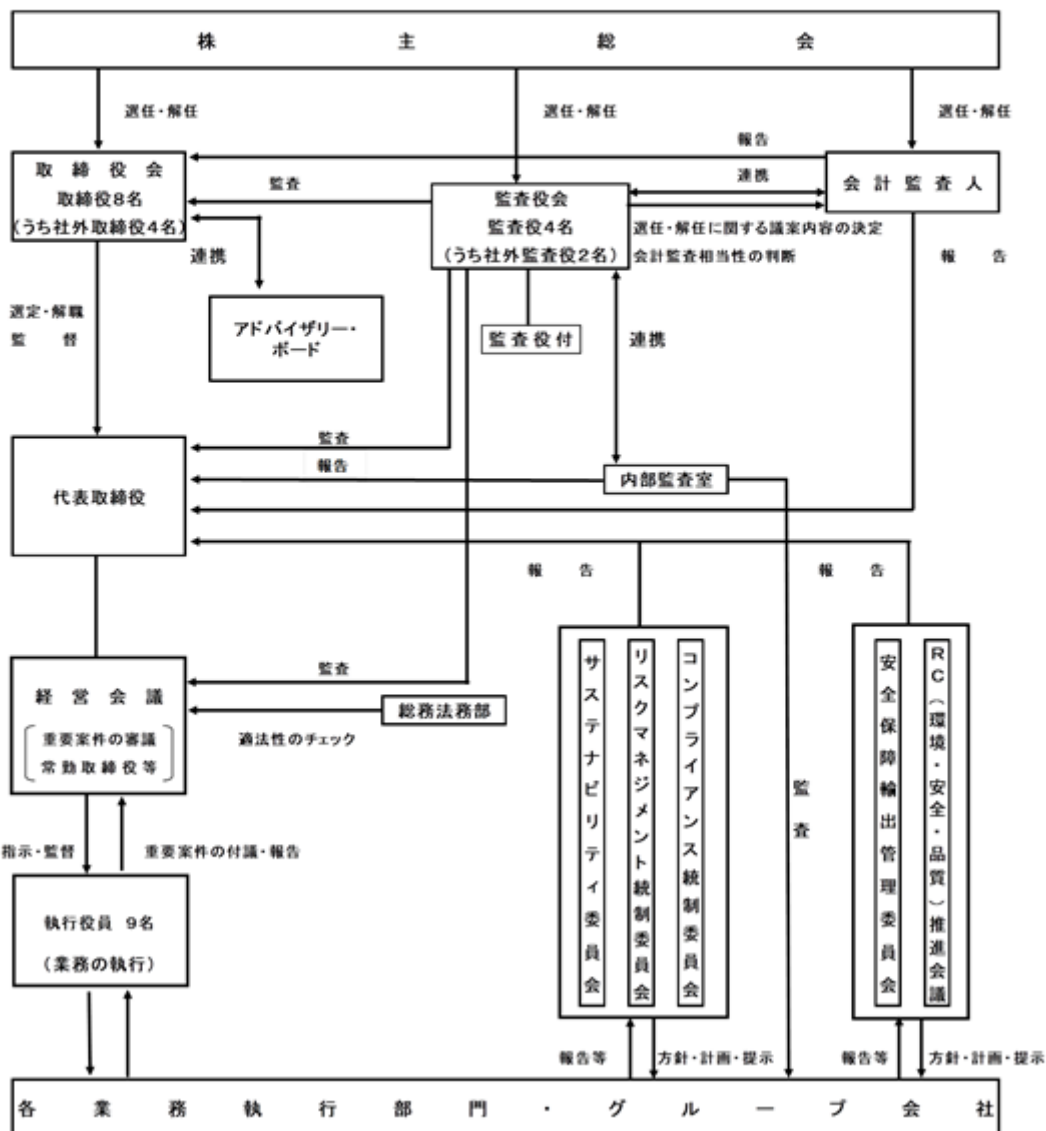 株主総会
選任・解任
選任・解任
選任・解任
報告
取締役会
取締役8名
(うち社外取締役4名)
監査
監査役会
監査役4名
(うち社外監査役2名)
連携
会計監査人
選任・解任に関する議案内容の決定
会計監査相当性の判断
報告
連携
選定・解職
監督
アドバイザリー・
ボード
監査役付
連携
監査
報告
内部監査室
代表取締役
報告
報告
監査
経営会議
重要案件の審議
常勤取締役等
総務法務部
適法性のチェック
サステナビリティ委員会
リスクマネジメント統制委員会
コンプライアンス統制委員会
監査
安全保障輸出管理委員会
RC(環境・安全・品質)推進会議
指示・監督
重要案件の付議・報告
執行役員 9名
(業務の執行)
報告等
方針・計画・提示
報告等
方針・計画・提示
各業務執行部門・グループ会社